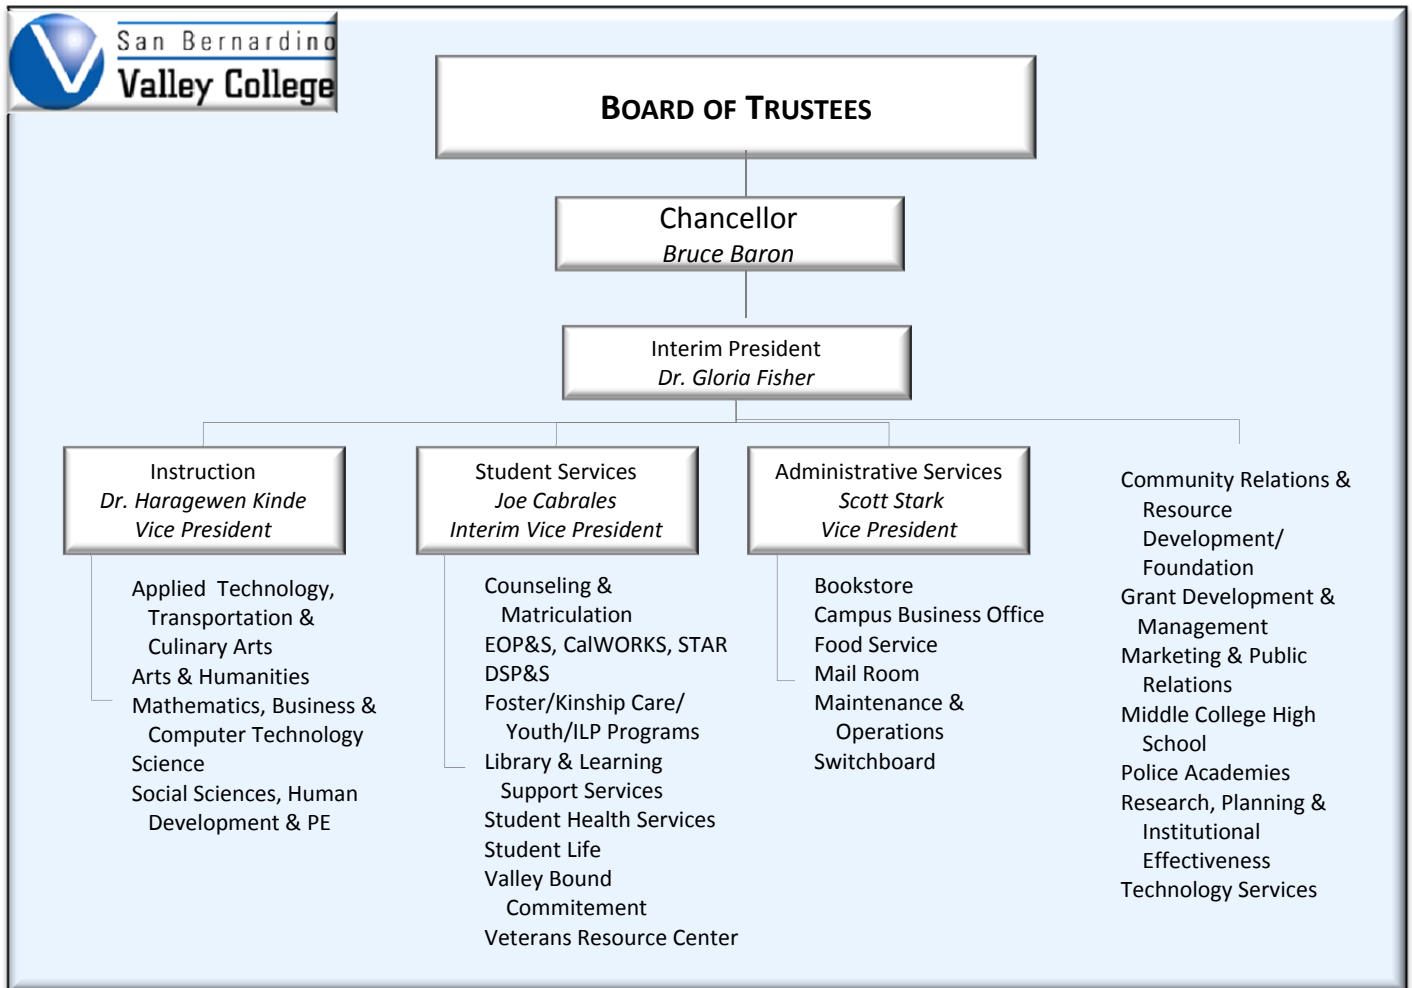 San Bernardino
Valley College
BOARD OF TRUSTEES
Chancellor
Bruce Baron
Interim President
Dr. Gloria Fisher
Instruction
Dr. Haragewen Kinde
Vice President
Applied  Technology,
Transportation &
Culinary Arts
Arts & Humanities
Mathematics, Business &
Computer Technology
Science
Social Sciences, Human
Development & PE
Student Services
Joe Cabrales
Interim Vice President
Counseling &
Matriculation
EOP&S, CalWORKS, STAR
DSP&S
Foster/Kinship Care/
Youth/ILP Programs
Library & Learning
Support Services
Student Health Services
Student Life
Valley Bound
Commitement
Veterans Resource Center
Administrative Services
Scott Stark
Vice President
Bookstore
Campus Business Office
Food Service
Mail Room
Maintenance &
Operations
Switchboard
Community Relations &
Resource
Development/
Foundation
Grant Development &
Management
Marketing & Public
Relations
Middle College High
School
Police Academies
Research, Planning &
Institutional
Effectiveness
Technology Services